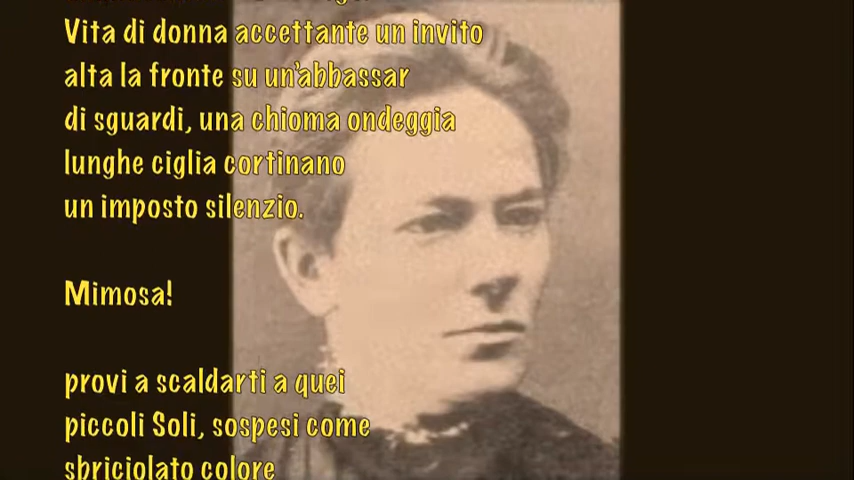 Vita di donna accettante un invito
alta la fronte su un'abbassar
di sguardi, una chioma ondeggia
lunghe ciglia cortinano
un imposto silenzio.
Mimosa!
provi a scaldarti a quei
piccoli Soli, sospesi come
sbriciolato colore